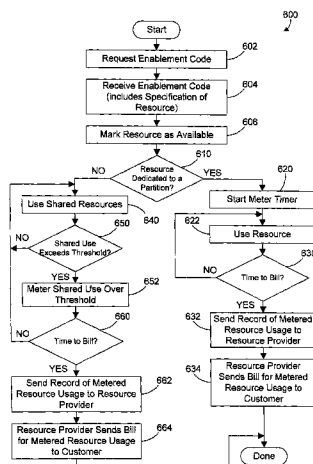 600
Start
Request Enablement Code
602
Receive Enablement Code
(includes Specification of
Resource)
604
Mark Resource as Available
606
610
Resource
Dedicated to a
Partition?
NO
YES
620
Start Meter Timer
Use Shared Resources
640
622
Use Resource
650
Shared Use
Exceeds Threshold?
NO
630
Time to Bill?
NO
YES
YES
Meter Shared Use Over
Threshold
652
632
Send Record of Metered
Resource Usage to
Resource Provider
660
Time to Bill?
NO
YES
634
Resource Provider
Sends Bill for Metered
Resource Usage to
Customer
Send Record of Metered
Resource Usage to Resource
Provider
662
Resource Provider Sends Bill
for Metered Resource Usage
to Customer
664
Done